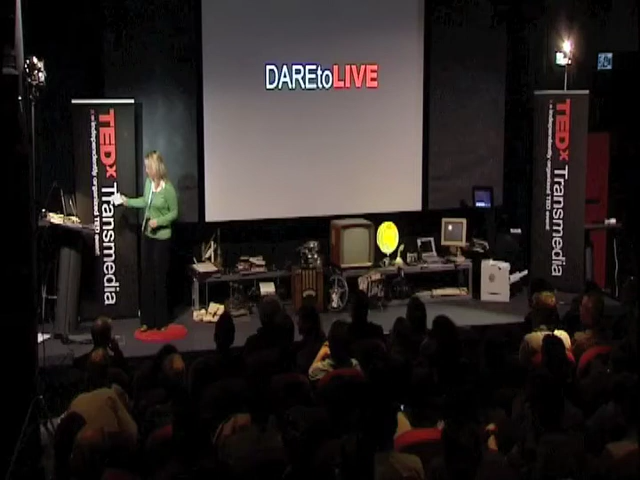 DAREtoLIVE
TEDx Transmedia
x = independently organized TED event
TEDx Transmedia
x = independently organized TED event